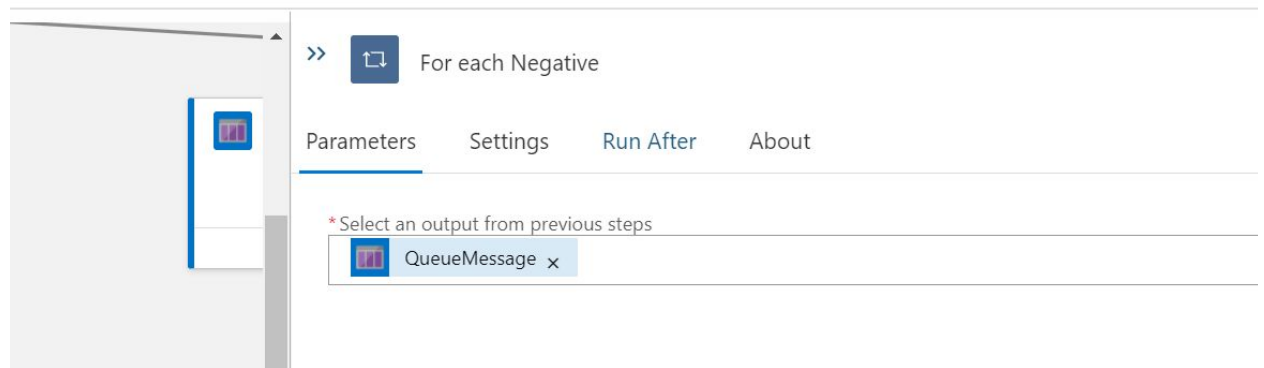 For each Negative
Parameters Settings Run After About
*Select an output from previous steps
QueueMessage ×